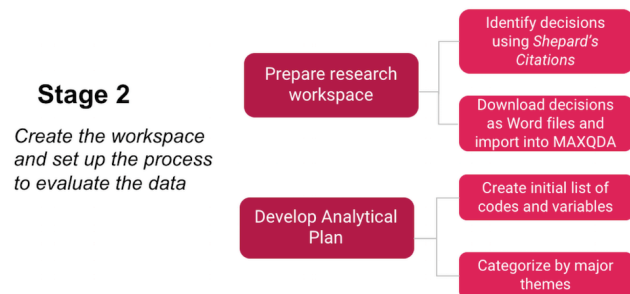 Stage 2
Create the workspace
and set up the process
to evaluate the data
Prepare research
workspace
Identify decisions
using Shepard's
Citations
Download decisions
as Word files and
import into MAXQDA
Develop Analytical
Plan
Create initial list of
codes and variables
Categorize by major
themes